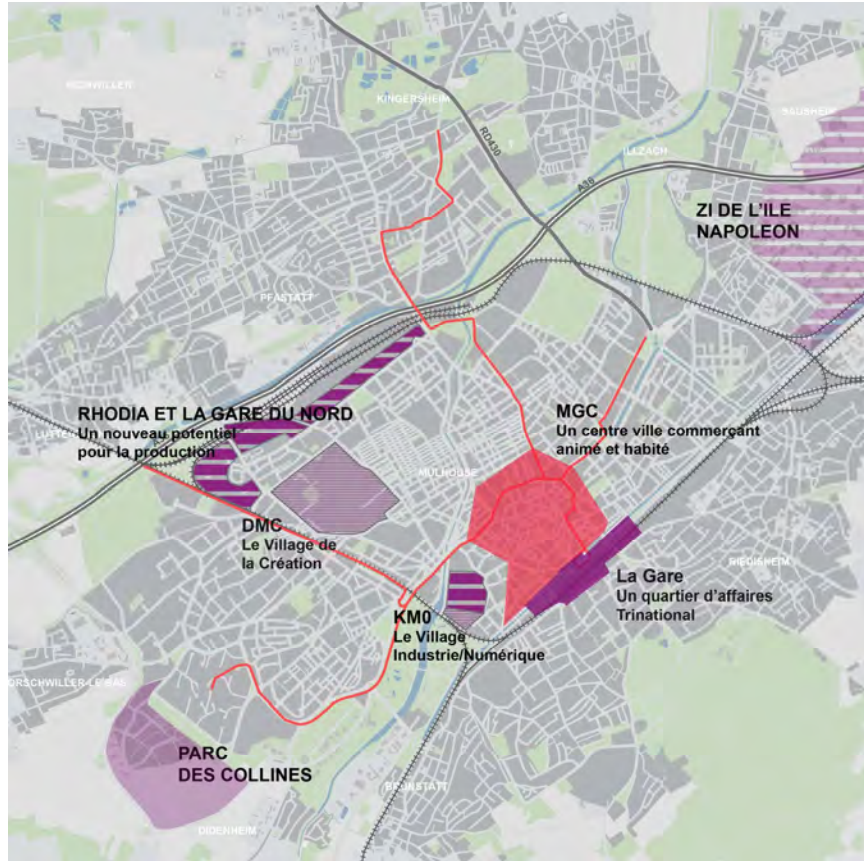 RICHWILLER
KINGERSHEIM
SAUSHEIM
RD430
ILLZACH
A36
ZI DE L'ILE
NAPOLEON
PFASTATT
RHODIA ET LA GARE DU NORD
Un nouveau potentiel
pour la production
MGC
Un centre ville commerçant
animé et habité
MULHOUSE
DMC
Le Village de
la Création
RIEDISHEIM
La Gare
Un quartier d'affaires
Trinational
KM0
Le Village
Industrie/Numérique
PARC
DES COLLINES
BRUNSTATT
DIDENHEIM